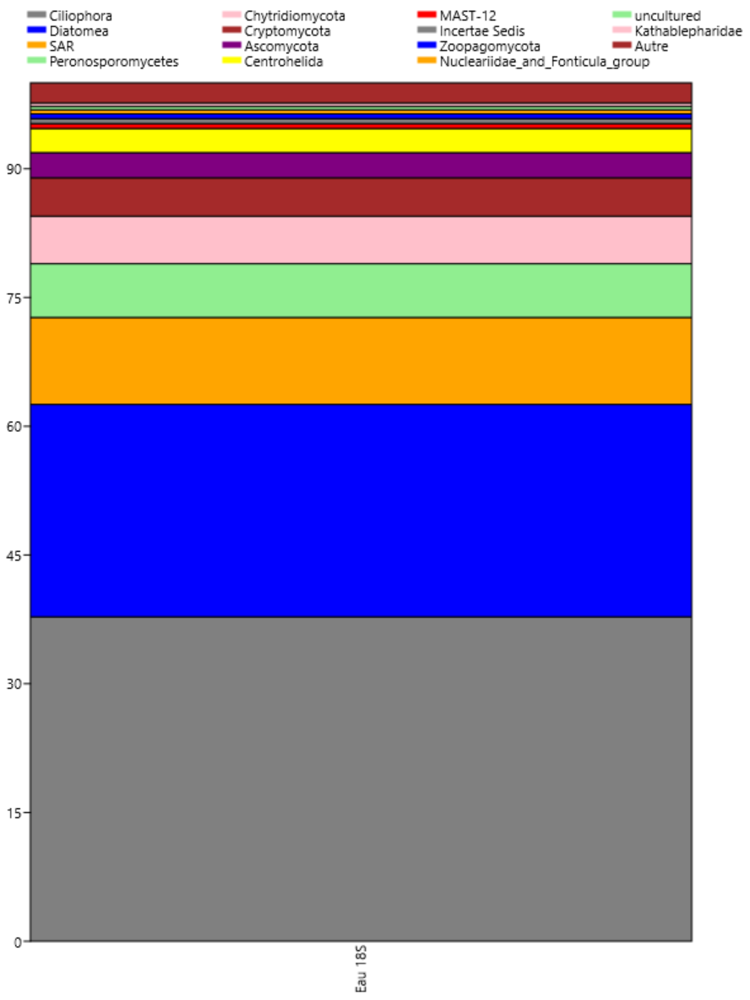 Ciliophora Chytridiomycota MAST-12 uncultured
Diatomea Cryptomycota Incertae Sedis Kathablepharidae
SAR Ascomycota Zoopagomycota Autre
Peronosporomycetes Centrohelida Nucleariidae_and_Fonticula_group
90
75
60
45
30
15
0
Eau 18S